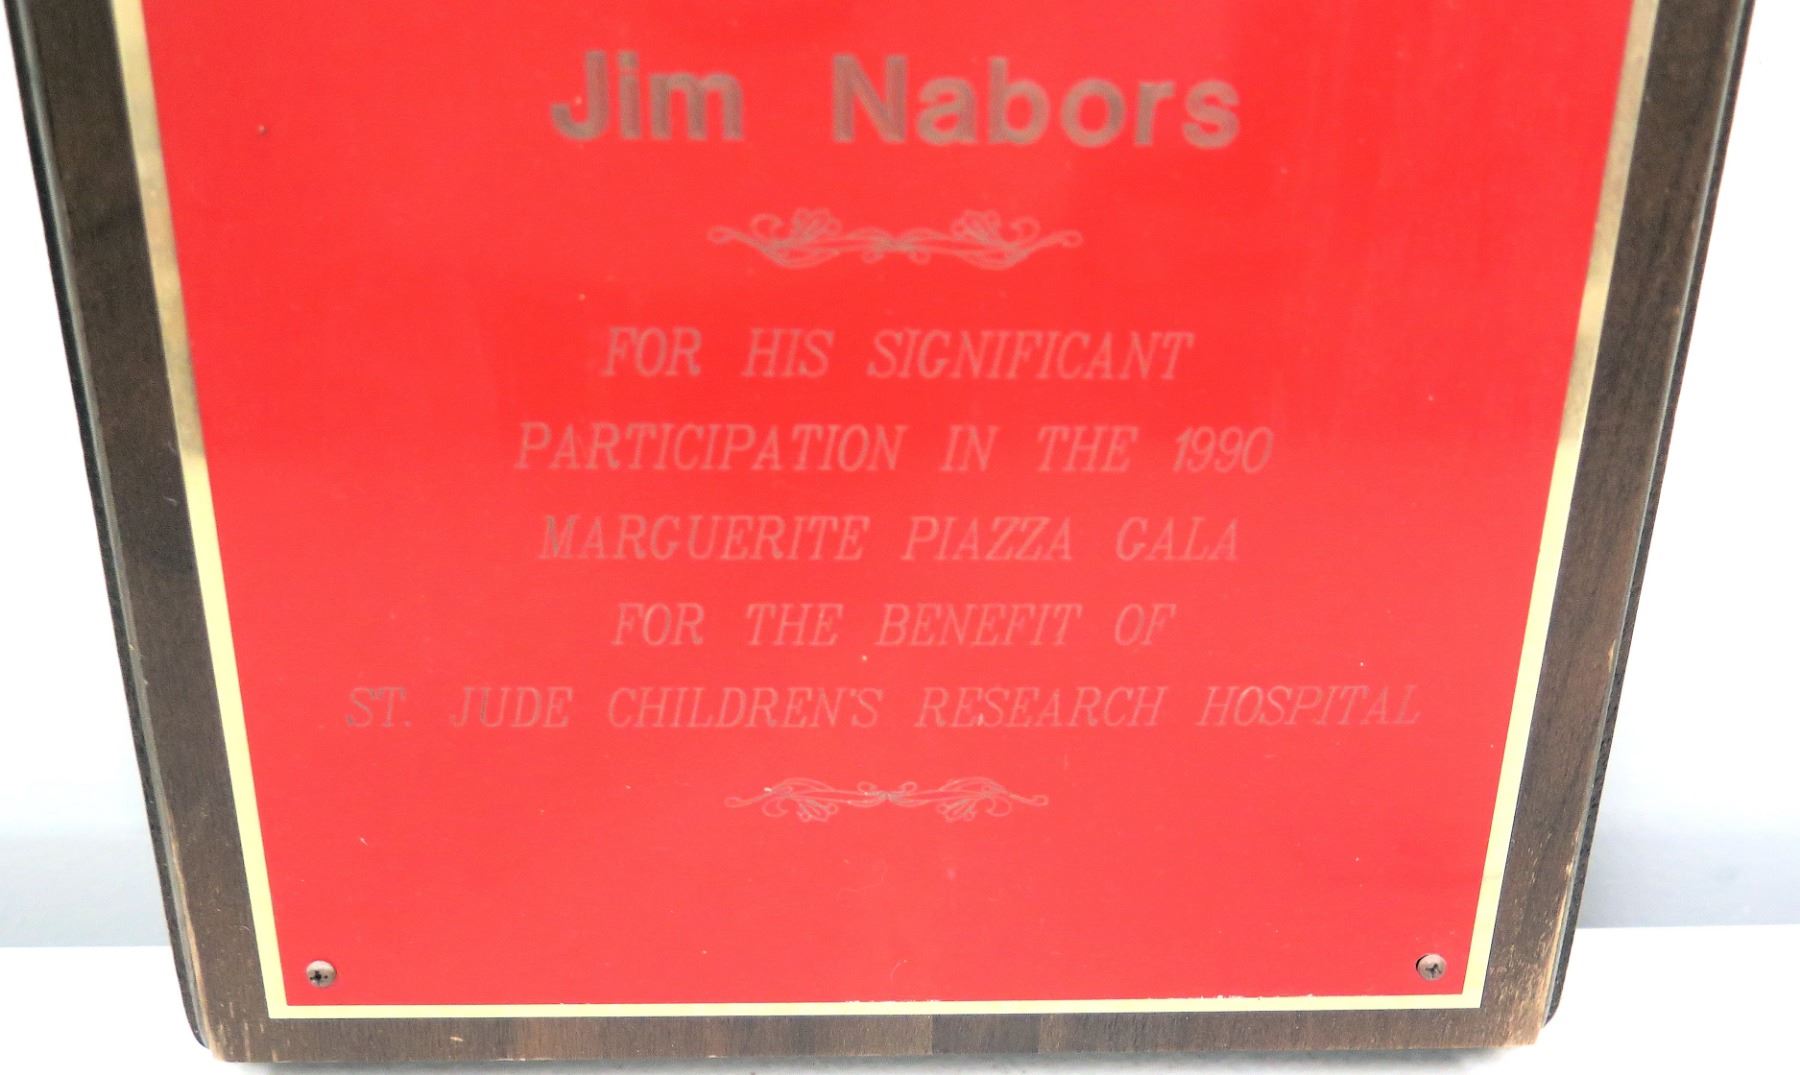 Jim Nabors
FOR HIS SIGNIFICANT
PARTICIPATION IN THE 1990
MARGUERITE PIAZZA GALA
FOR THE BENEFIT OF
ST. JUDE CHILDREN'S RESEARCH HOSPITAL